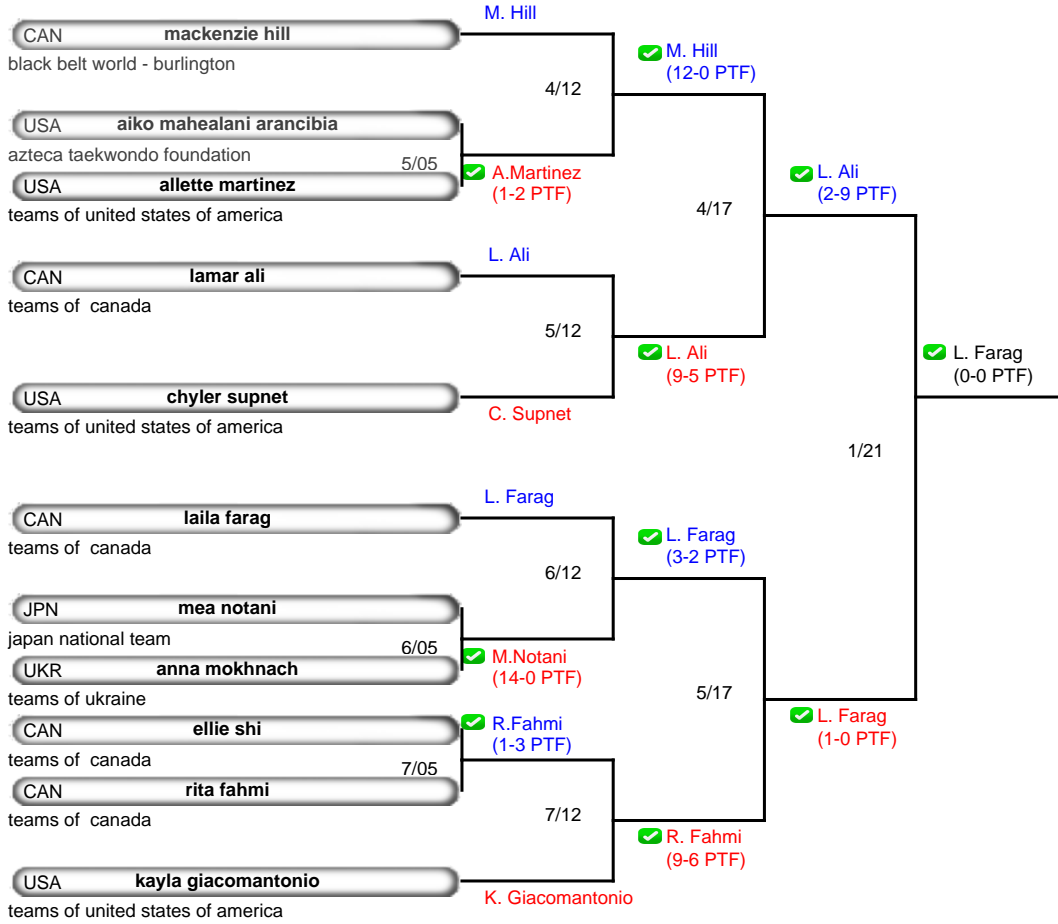 M. Hill
CAN mackenzie hill
black belt world - burlington
M. Hill
(12-0 PTF)
4/12
USA aiko mahealani arancibia
azteca taekwondo foundation
5/05
USA allette martinez
teams of united states of america
A.Martinez
(1-2 PTF)
L. Ali
(2-9 PTF)
4/17
L. Ali
CAN lamar ali
teams of  canada
5/12
L. Ali
(9-5 PTF)
L. Farag
(0-0 PTF)
USA chyler supnet
teams of united states of america
C. Supnet
1/21
L. Farag
CAN laila farag
teams of  canada
L. Farag
(3-2 PTF)
6/12
JPN mea notani
japan national team
6/05
UKR anna mokhnach
teams of ukraine
M.Notani
(14-0 PTF)
5/17
L. Farag
(1-0 PTF)
CAN ellie shi
teams of  canada
R.Fahmi
(1-3 PTF)
7/05
CAN rita fahmi
teams of  canada
7/12
R. Fahmi
(9-6 PTF)
USA kayla giacomantonio
teams of united states of america
K. Giacomantonio